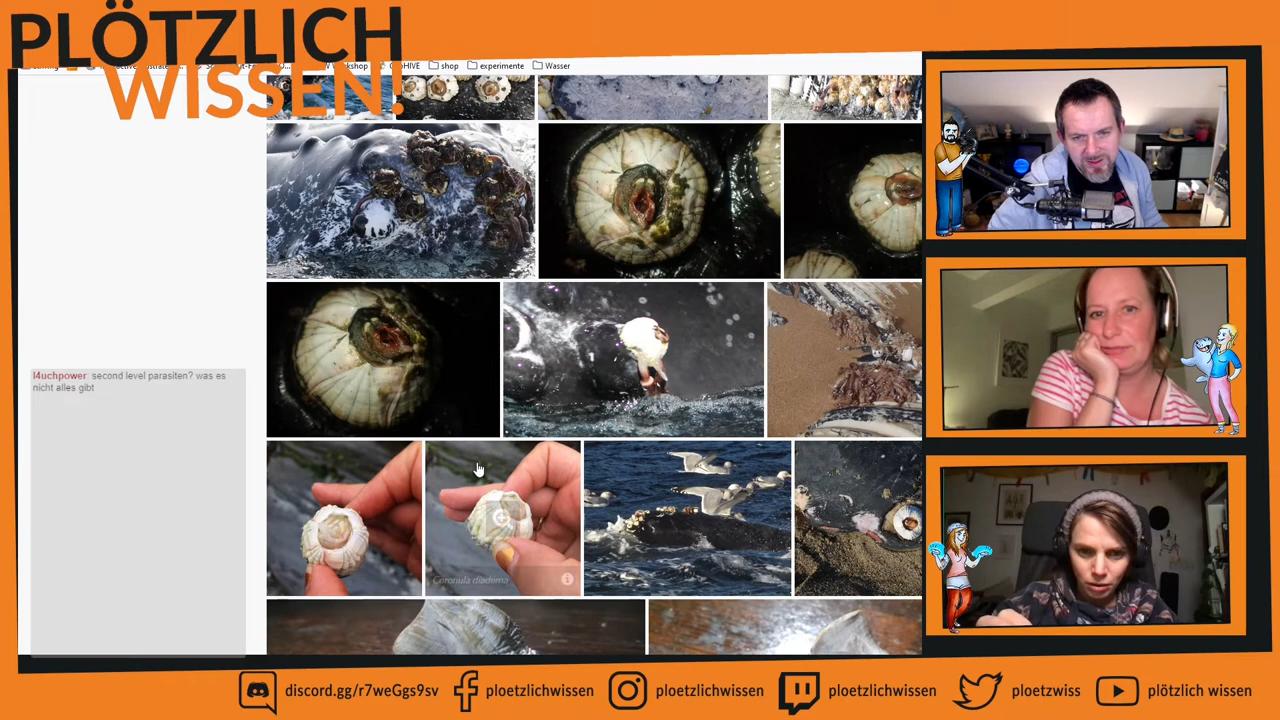 PLÖTZLICH
WISSEN!
shop experimente Wasser
l4uchpower: second level parasiten? was es
nicht alles gibt
Coronula diadema
discord.gg/r7weGgs9sv ploetzlichwissen ploetzlichwissen ploetzlichwissen ploetzwiss plötzlich wissen